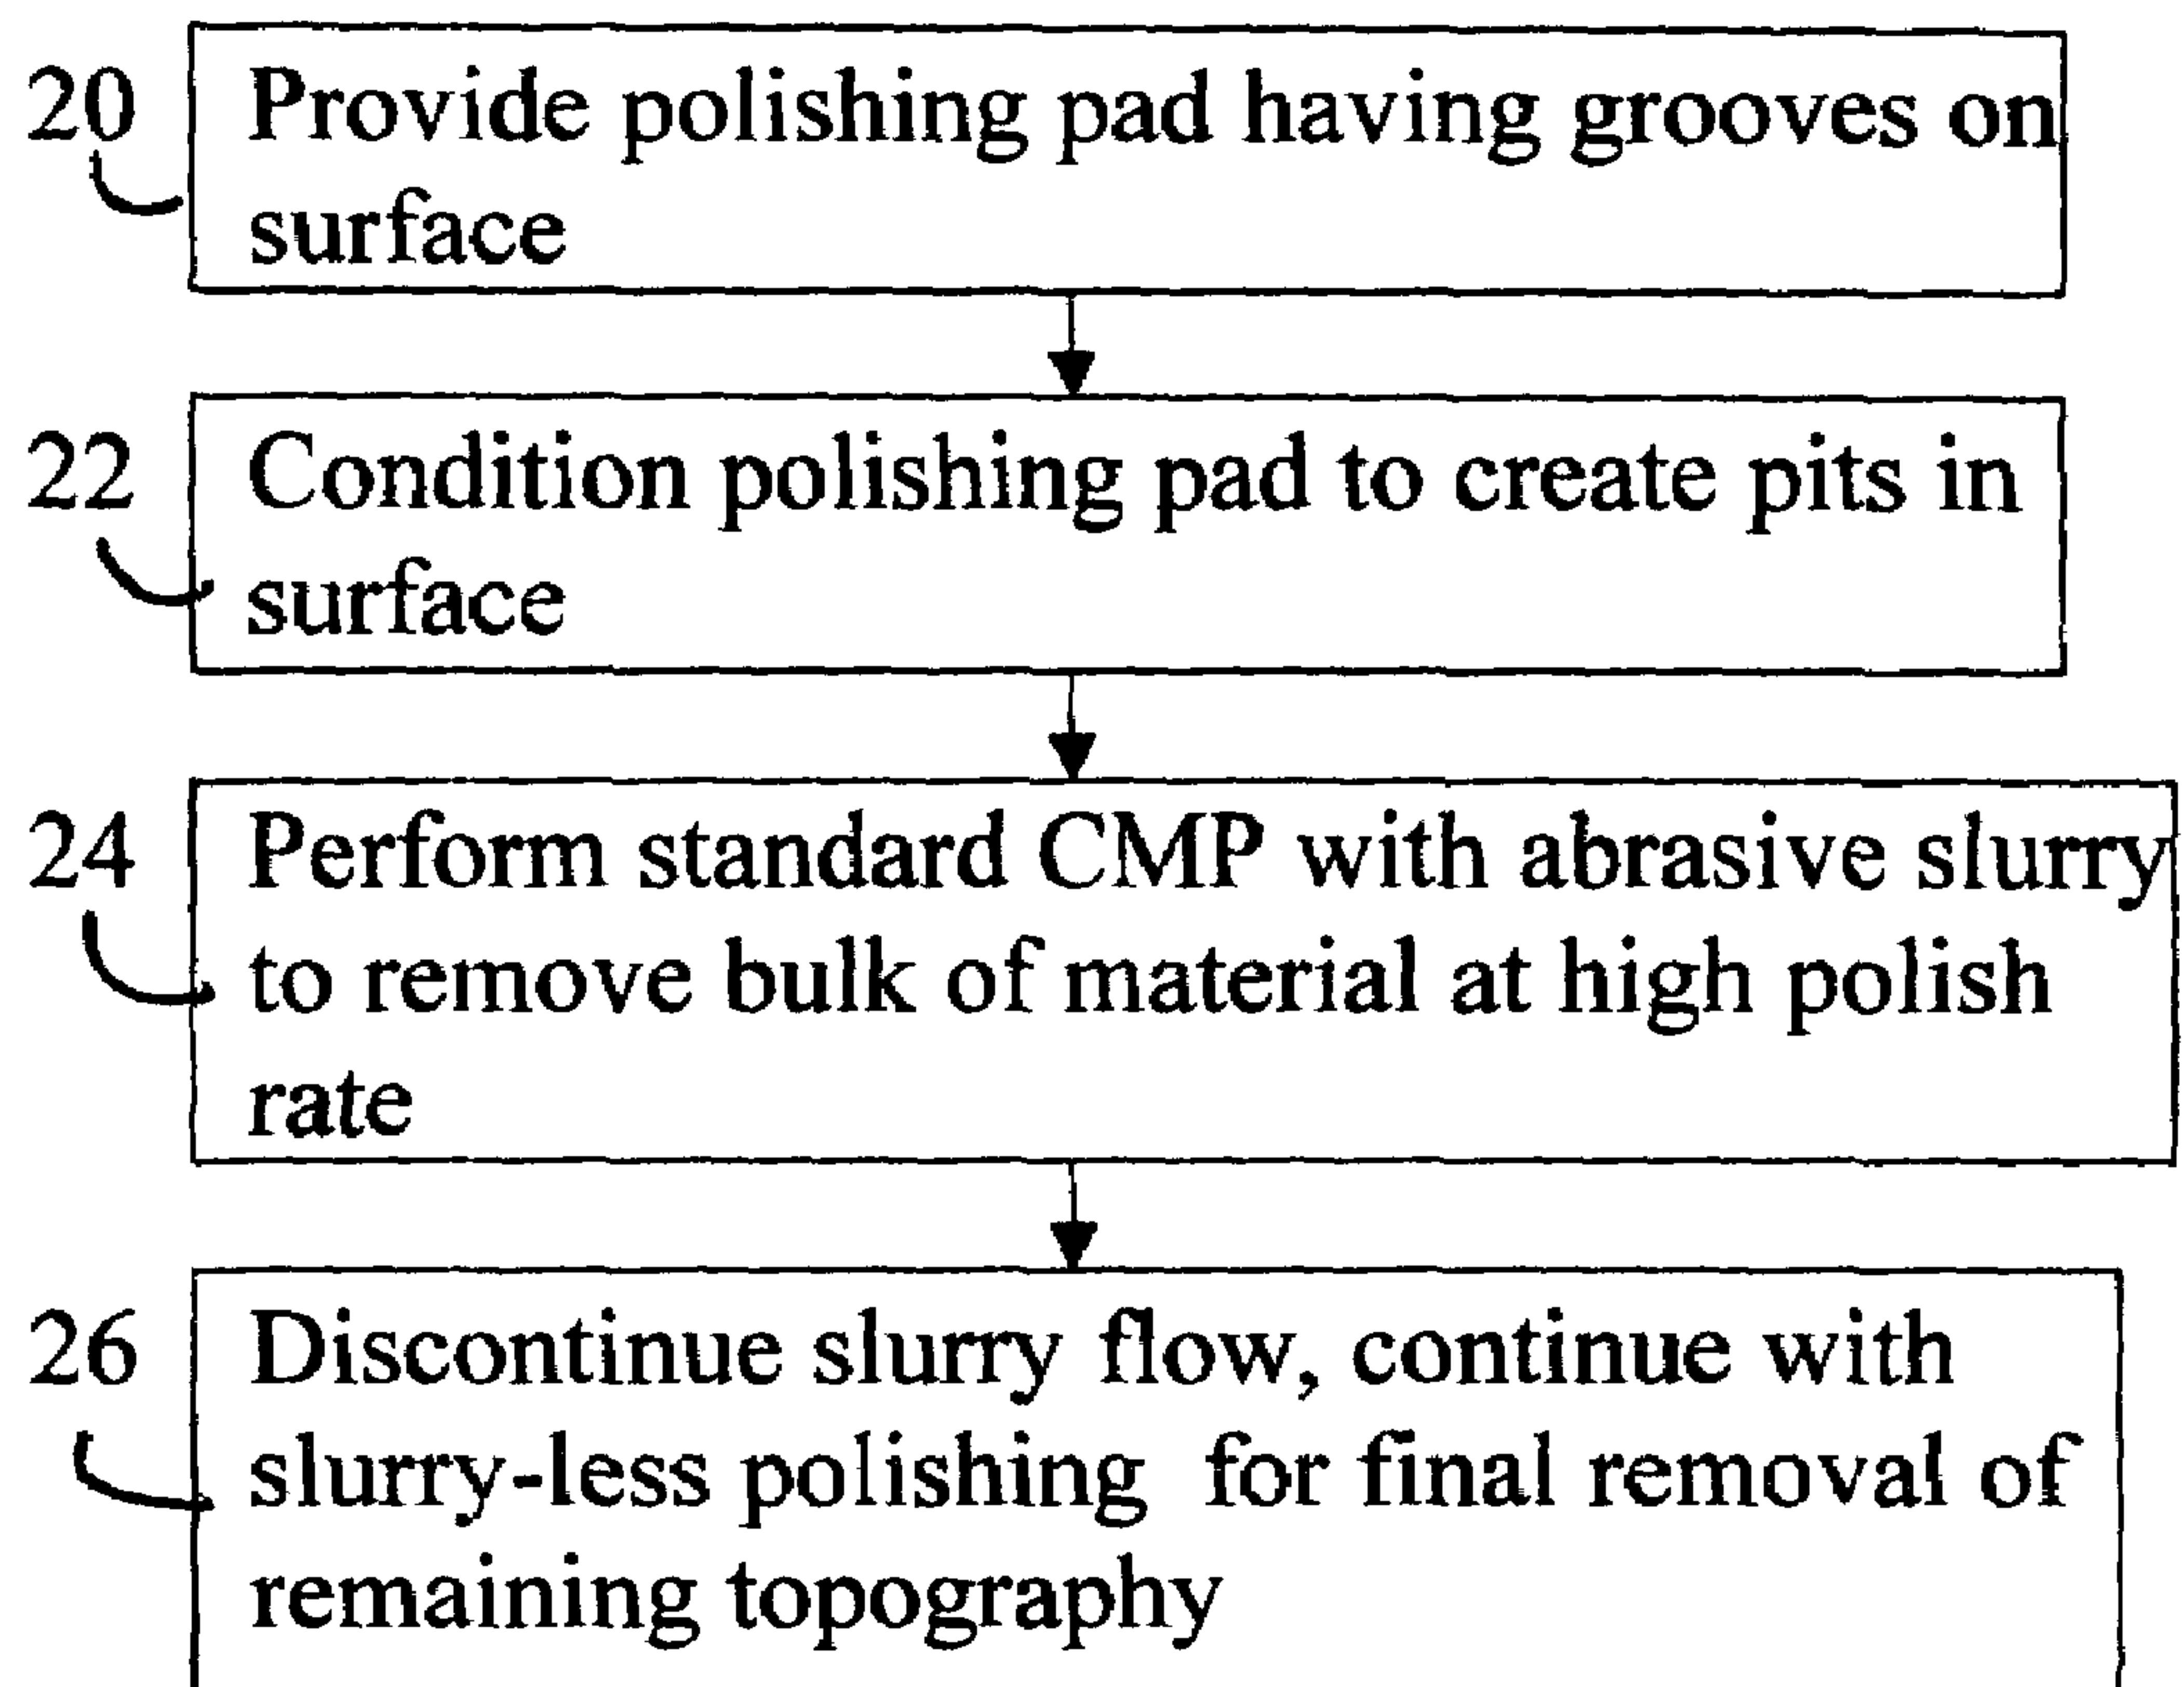 20 Provide polishing pad having grooves on
surface
22 Condition polishing pad to create pits in
surface
24 Perform standard CMP with abrasive slurry
to remove bulk of material at high polish
rate
26 Discontinue slurry flow, continue with
slurry-less polishing for final removal of
remaining topography